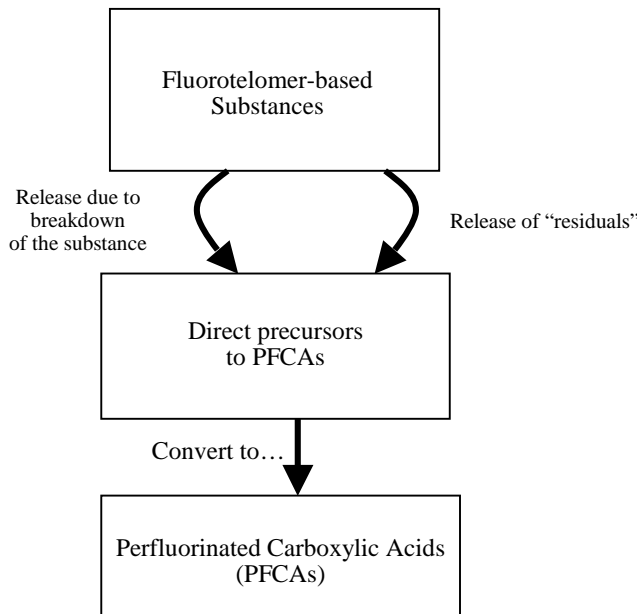 Fluorotelomer-based
Substances
Release due to
breakdown
of the substance
Release of “residuals”
Direct precursors
to PFCAs
Convert to…
Perfluorinated Carboxylic Acids
(PFCAs)